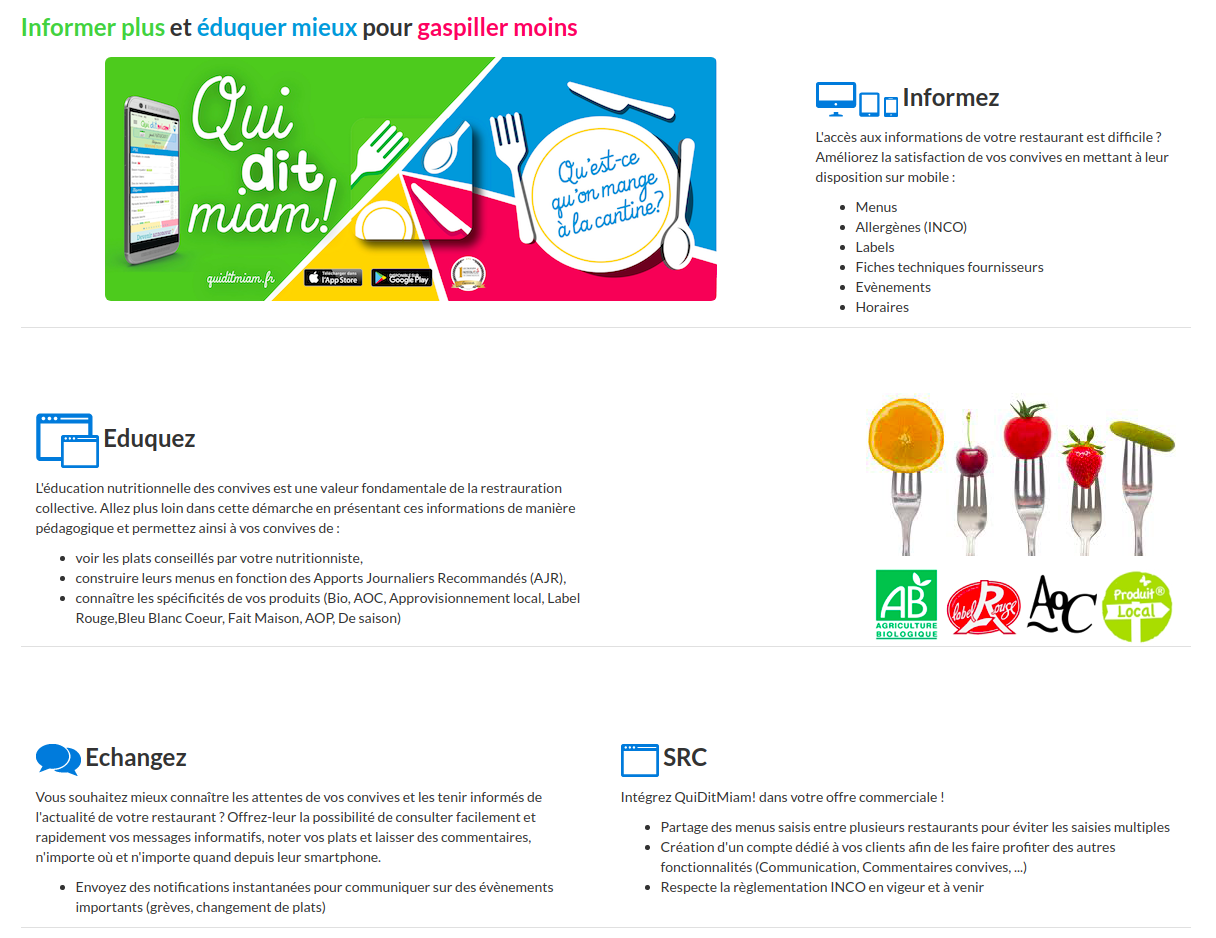 Informer plus et éduquer mieux pour gaspiller moins
Qui
dit
miam!
quiditmiam.fr
Télécharger dans
l'App Store
DISPONIBLE SUR
Google Play
Qu'est-ce
qu'on mange
à la cantine?
Informez
L'accès aux informations de votre restaurant est difficile ?
Améliorez la satisfaction de vos convives en mettant à leur
disposition sur mobile :
Menus
Allergènes (INCO)
Labels
Fiches techniques fournisseurs
Evènements
Horaires
Eduquez
L'éducation nutritionnelle des convives est une valeur fondamentale de la restrauration
collective. Allez plus loin dans cette démarche en présentant ces informations de manière
pédagogique et permettez ainsi à vos convives de :
voir les plats conseillés par votre nutritionniste,
construire leurs menus en fonction des Apports Journaliers Recommandés (AJR),
connaître les spécificités de vos produits (Bio, AOC, Approvisionnement local, Label
Rouge,Bleu Blanc Coeur, Fait Maison, AOP, De saison)
AB
AGRICULTURE
BIOLOGIQUE
label Rouge
AOC
Produit®
Local
Echangez
Vous souhaitez mieux connaître les attentes de vos convives et les tenir informés de
l'actualité de votre restaurant ? Offrez-leur la possibilité de consulter facilement et
rapidement vos messages informatifs, noter vos plats et laisser des commentaires,
n'importe où et n'importe quand depuis leur smartphone.
Envoyez des notifications instantanées pour communiquer sur des évènements
importants (grèves, changement de plats)
SRC
Intégrez QuiDitMiam! dans votre offre commerciale !
Partage des menus saisis entre plusieurs restaurants pour éviter les saisies multiples
Création d'un compte dédié à vos clients afin de les faire profiter des autres
fonctionnalités (Communication, Commentaires convives, ...)
Respecte la règlementation INCO en vigeur et à venir